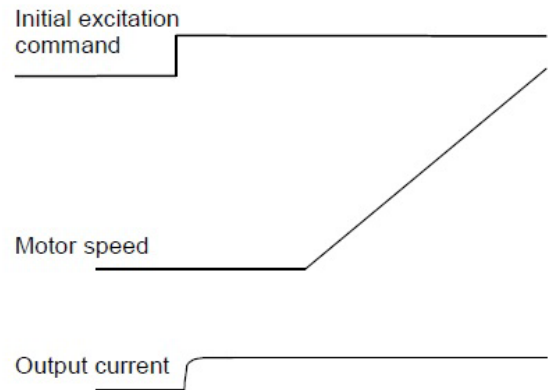 Initial excitation
command
Motor speed
Output current